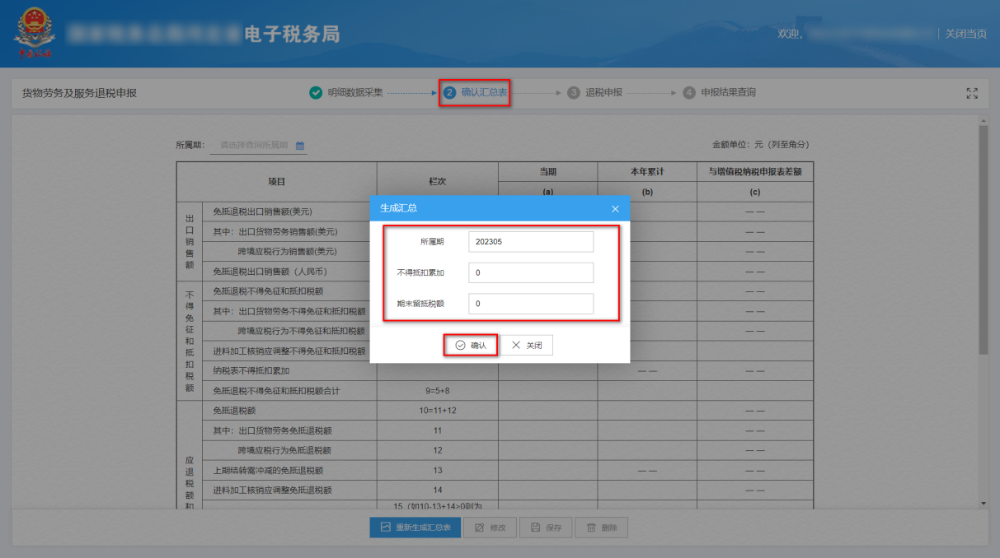 电子税务局
欢迎,
关闭当页
货物劳务及服务退税申报
明细数据采集
2 确认汇总表
3 退税申报
4 申报结果查询
所属期： 请选择查询所属期
金额单位：元（列至角分）
项目 栏次 当期 本年累计 与增值税纳税申报表差额
(a) (b) (c)
出口销售额
免抵退税出口销售额(美元) — —
其中：出口货物劳务销售额(美元) — —
跨境应税行为销售额(美元) — —
免抵退税出口销售额（人民币） — —
不得免征和抵扣税额
免抵退税不得免征和抵扣税额 — —
其中：出口货物劳务不得免征和抵扣税额 — —
跨境应税行为不得免征和抵扣税额 — —
进料加工核销应调整不得免征和抵扣税额 — —
纳税表不得抵扣累加 — — — —
免抵退税不得免征和抵扣税额合计 9=5+8
应退税额和
免抵退税额 10=11+12 — —
其中：出口货物劳务免抵退税额 11 — —
跨境应税行为免抵退税额 12 — —
上期结转需冲减的免抵退税额 13 — — — —
进料加工核销应调整免抵退税额 14 — —
15（如10-13+14>0则为
生成汇总
所属期 202305
不得抵扣累加 0
期末留抵税额 0
确认 关闭
重新生成汇总表 修改 保存 删除